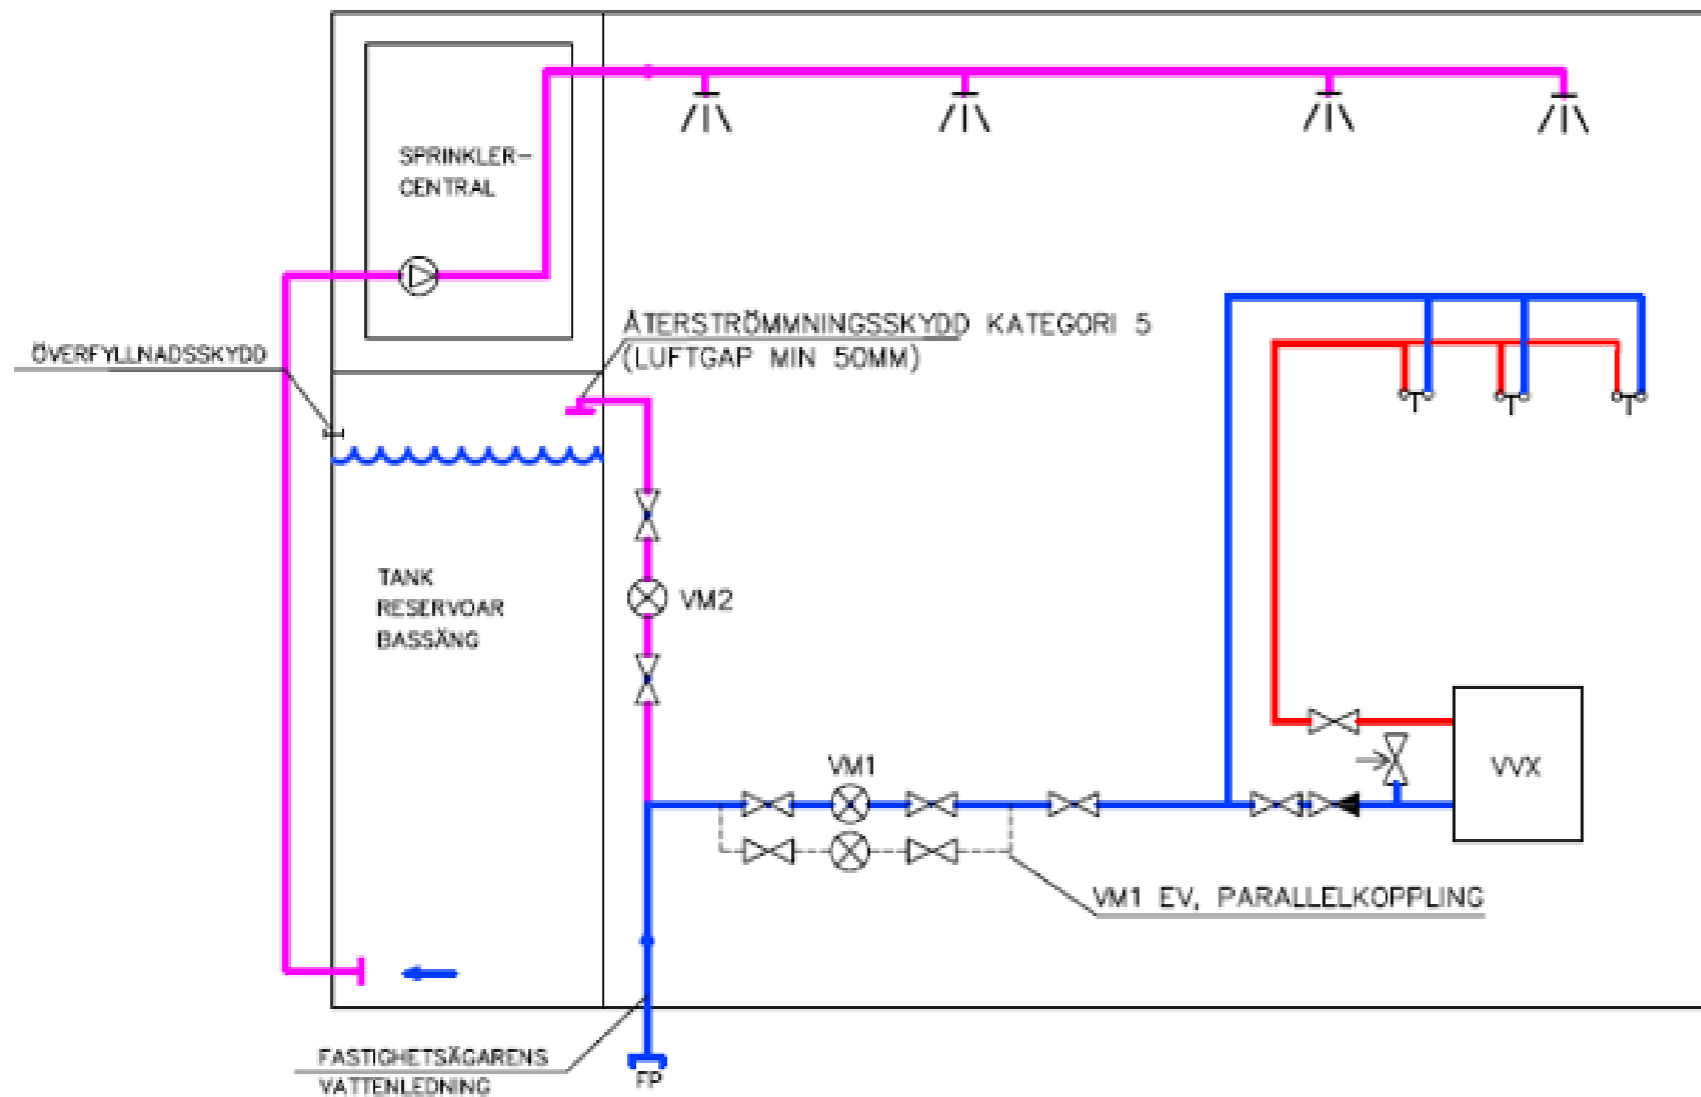 SPRINKLER-
CENTRAL
ÅTERSTRÖMMNINGSSKYDD KATEGORI 5
(LUFTGAP MIN 50MM)
ÖVERFYLLNADSSKYDD
TANK
RESERVOAR
BASSÄNG
VM2
VM1
VVX
VM1 EV, PARALLELKOPPLING
FASTIGHETSÄGARENS
VATTENLEDNING
FP